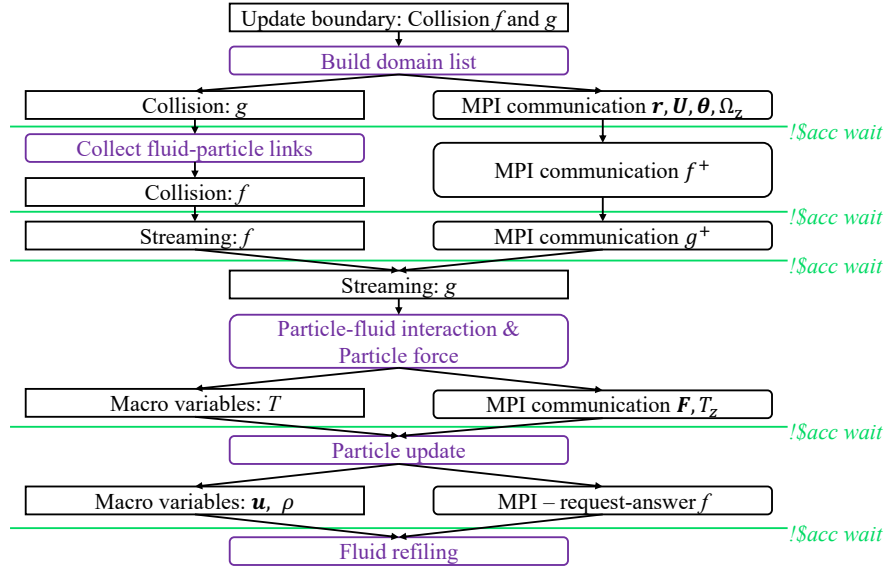 Update boundary: Collision f and g
Build domain list
Collision: g
MPI communication r, U, θ, Ω_z
!$acc wait
Collect fluid-particle links
MPI communication f⁺
Collision: f
!$acc wait
Streaming: f
MPI communication g⁺
!$acc wait
Streaming: g
Particle-fluid interaction &
Particle force
Macro variables: T
MPI communication F, T_z
!$acc wait
Particle update
Macro variables: u, ρ
MPI – request-answer f
!$acc wait
Fluid refiling